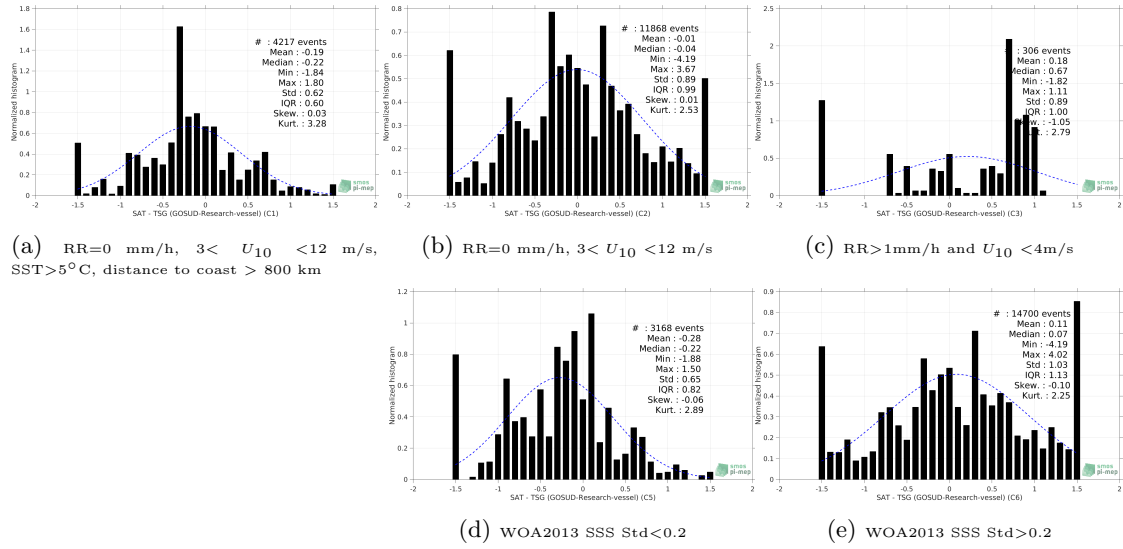 1.8
1.6
1.4
1.2
1
0.8
0.6
0.4
0.2
0
-2 -1.5 -1 -0.5 0 0.5 1 1.5 2
Normalized histogram
# : 4217 events
Mean : -0.19
Median : -0.22
Min : -1.84
Max : 1.80
Std : 0.62
IQR : 0.60
Skew. : 0.03
Kurt. : 3.28
smos
pi-mep
SAT - TSG (GOSUD-Research-vessel) (C1)
(a) RR=0 mm/h, 3< U10 <12 m/s,
SST>5°C, distance to coast > 800 km
0.8
0.7
0.6
0.5
0.4
0.3
0.2
0.1
0
-2 -1.5 -1 -0.5 0 0.5 1 1.5 2
Normalized histogram
# : 11868 events
Mean : -0.01
Median : -0.04
Min : -4.19
Max : 3.67
Std : 0.89
IQR : 0.99
Skew. : 0.01
Kurt. : 2.53
smos
pi-mep
SAT - TSG (GOSUD-Research-vessel) (C2)
(b) RR=0 mm/h, 3< U10 <12 m/s
2.5
2
1.5
1
0.5
0
-2 -1.5 -1 -0.5 0 0.5 1 1.5 2
Normalized histogram
: 306 events
Mean : 0.18
Median : 0.67
Min : -1.82
Max : 1.11
Std : 0.89
IQR : 1.00
: -1.05
: 2.79
smos
pi-mep
SAT - TSG (GOSUD-Research-vessel) (C3)
(c) RR>1mm/h and U10 <4m/s
1.2
1
0.8
0.6
0.4
0.2
0
-2 -1.5 -1 -0.5 0 0.5 1 1.5 2
Normalized histogram
# : 3168 events
Mean : -0.28
Median : -0.22
Min : -1.88
Max : 1.50
Std : 0.65
IQR : 0.82
Skew. : -0.06
Kurt. : 2.89
smos
pi-mep
SAT - TSG (GOSUD-Research-vessel) (C5)
(d) WOA2013 SSS Std<0.2
0.9
0.8
0.7
0.6
0.5
0.4
0.3
0.2
0.1
0
-2 -1.5 -1 -0.5 0 0.5 1 1.5 2
Normalized histogram
# : 14700 events
Mean : 0.11
Median : 0.07
Min : -4.19
Max : 4.02
Std : 1.03
IQR : 1.13
Skew. : -0.10
Kurt. : 2.25
smos
pi-mep
SAT - TSG (GOSUD-Research-vessel) (C6)
(e) WOA2013 SSS Std>0.2